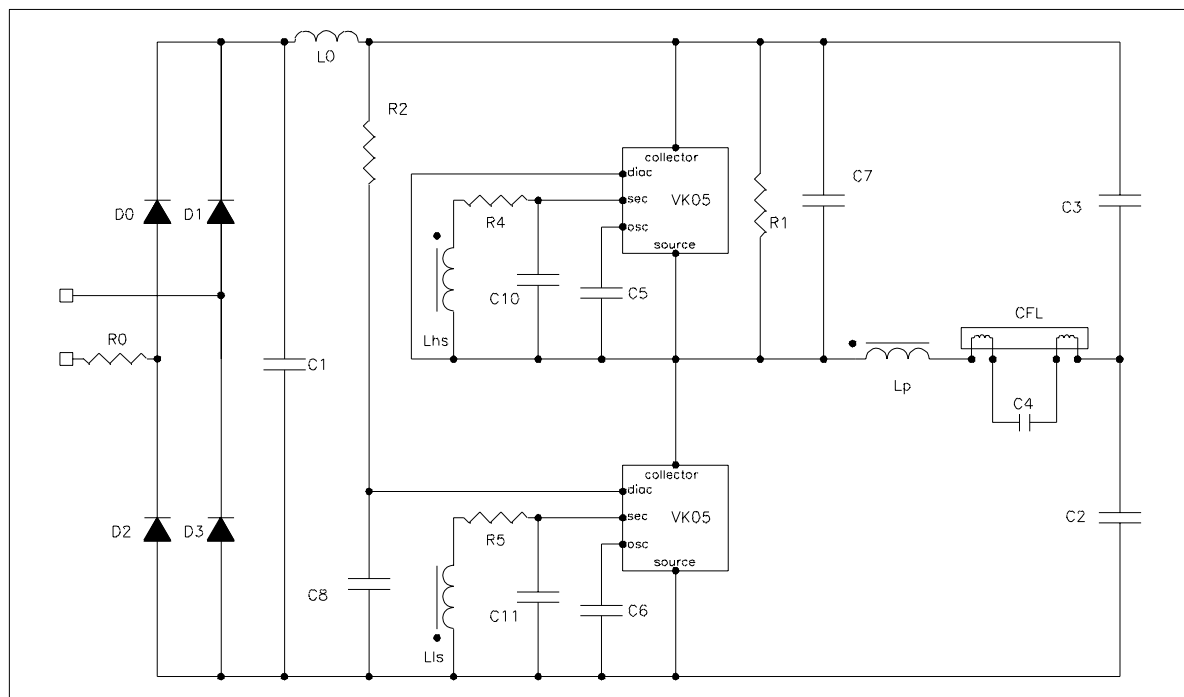 L0
R2
collector
diac
sec
VK05
osc
source
R4
C10
C5
Lhs
R1
C7
C3
D0
D1
R0
C1
CFL
Lp
C4
collector
diac
sec
VK05
osc
source
R5
C11
C6
Lls
D2
D3
C8
C2